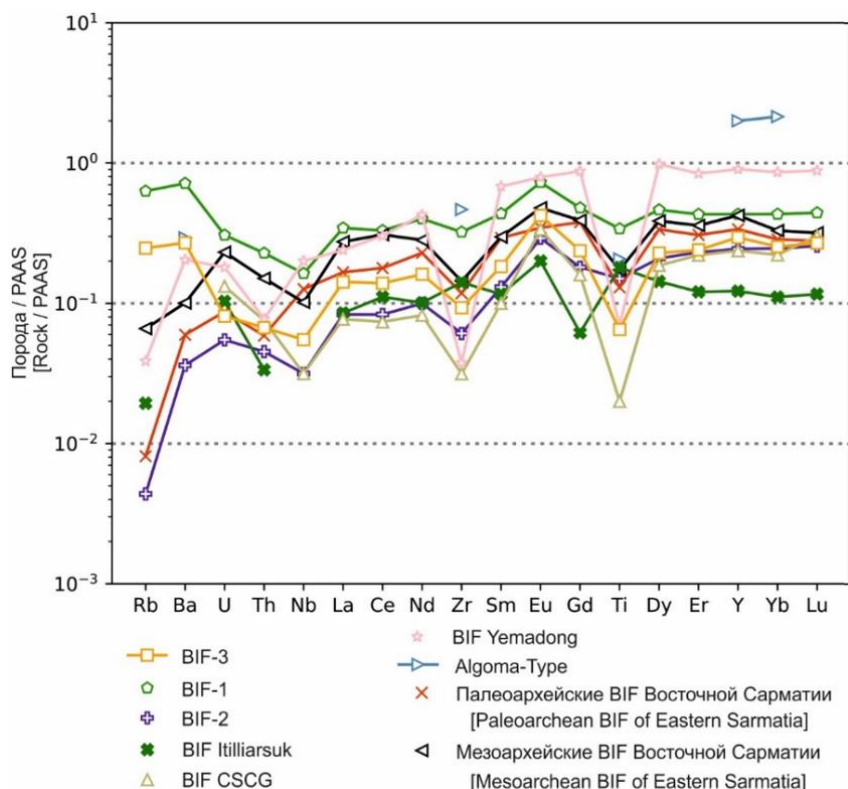 10¹
10⁰
10⁻¹
10⁻²
10⁻³
Порода / PAAS
[Rock / PAAS]
Rb Ba U Th Nb La Ce Nd Zr Sm Eu Gd Ti Dy Er Y Yb Lu
BIF-3
BIF-1
BIF-2
BIF Itilliarsuk
BIF CSCG
BIF Yemadong
Algoma-Type
Палеоархейские BIF Восточной Сарматии
[Paleoarchean BIF of Eastern Sarmatia]
Мезоархейские BIF Восточной Сарматии
[Mesoarchean BIF of Eastern Sarmatia]